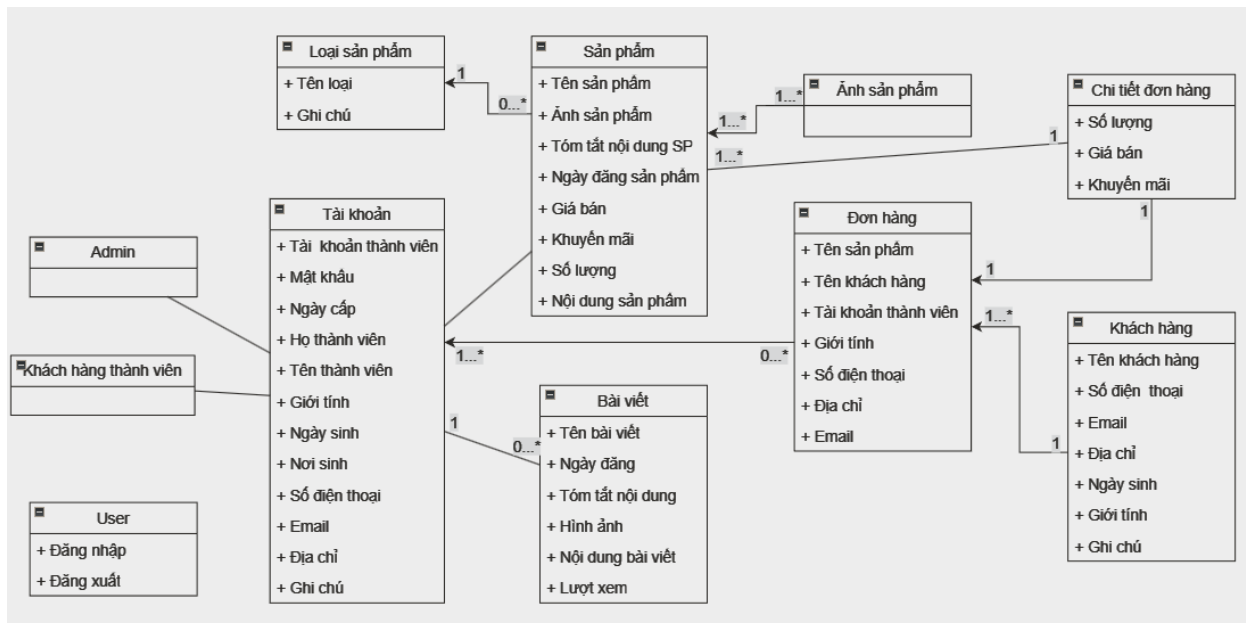 Loại sản phẩm
+ Tên loại
+ Ghi chú
Sản phẩm
+ Tên sản phẩm
+ Ảnh sản phẩm
+ Tóm tắt nội dung SP
+ Ngày đăng sản phẩm
+ Giá bán
+ Khuyến mãi
+ Số lượng
+ Nội dung sản phẩm
Ảnh sản phẩm
Chi tiết đơn hàng
+ Số lượng
+ Giá bán
+ Khuyến mãi
1
0...*
1...*
1...*
1...*
1
1
1
Admin
Khách hàng thành viên
User
+ Đăng nhập
+ Đăng xuất
Tài khoản
+ Tài khoản thành viên
+ Mật khẩu
+ Ngày cấp
+ Họ thành viên
+ Tên thành viên
+ Giới tính
+ Ngày sinh
+ Nơi sinh
+ Số điện thoại
+ Email
+ Địa chỉ
+ Ghi chú
1...*
0...*
1
0...*
Bài viết
+ Tên bài viết
+ Ngày đăng
+ Tóm tắt nội dung
+ Hình ảnh
+ Nội dung bài viết
+ Lượt xem
Đơn hàng
+ Tên sản phẩm
+ Tên khách hàng
+ Tài khoản thành viên
+ Giới tính
+ Số điện thoại
+ Địa chỉ
+ Email
1...*
1
Khách hàng
+ Tên khách hàng
+ Số điện thoại
+ Email
+ Địa chỉ
+ Ngày sinh
+ Giới tính
+ Ghi chú